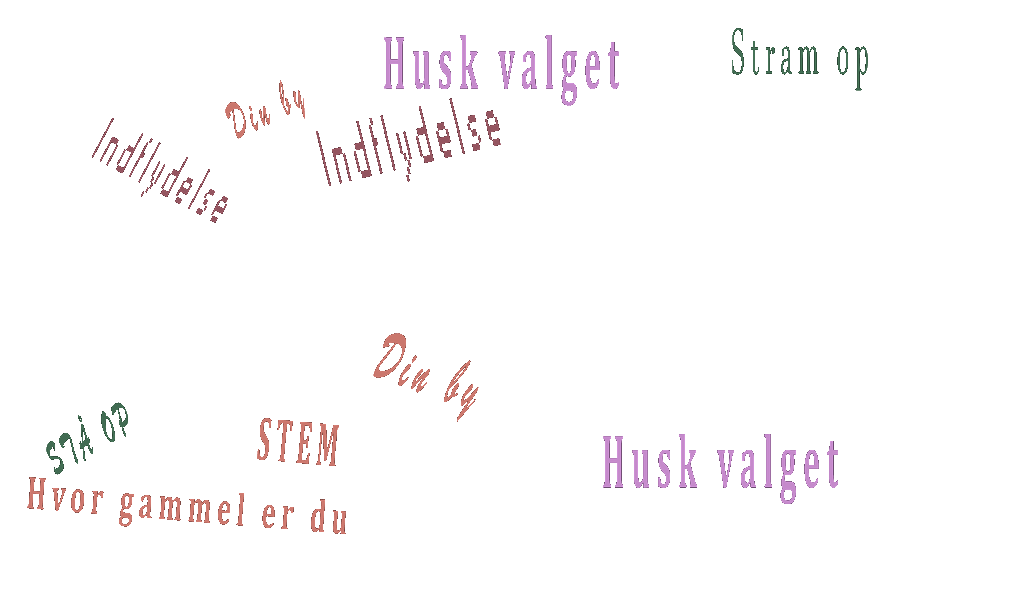 Husk valget
Stram op
Din by
Indflydelse
Indflydelse
Din by
STÅ OP
STEM
Husk valget
Hvor gammel er du